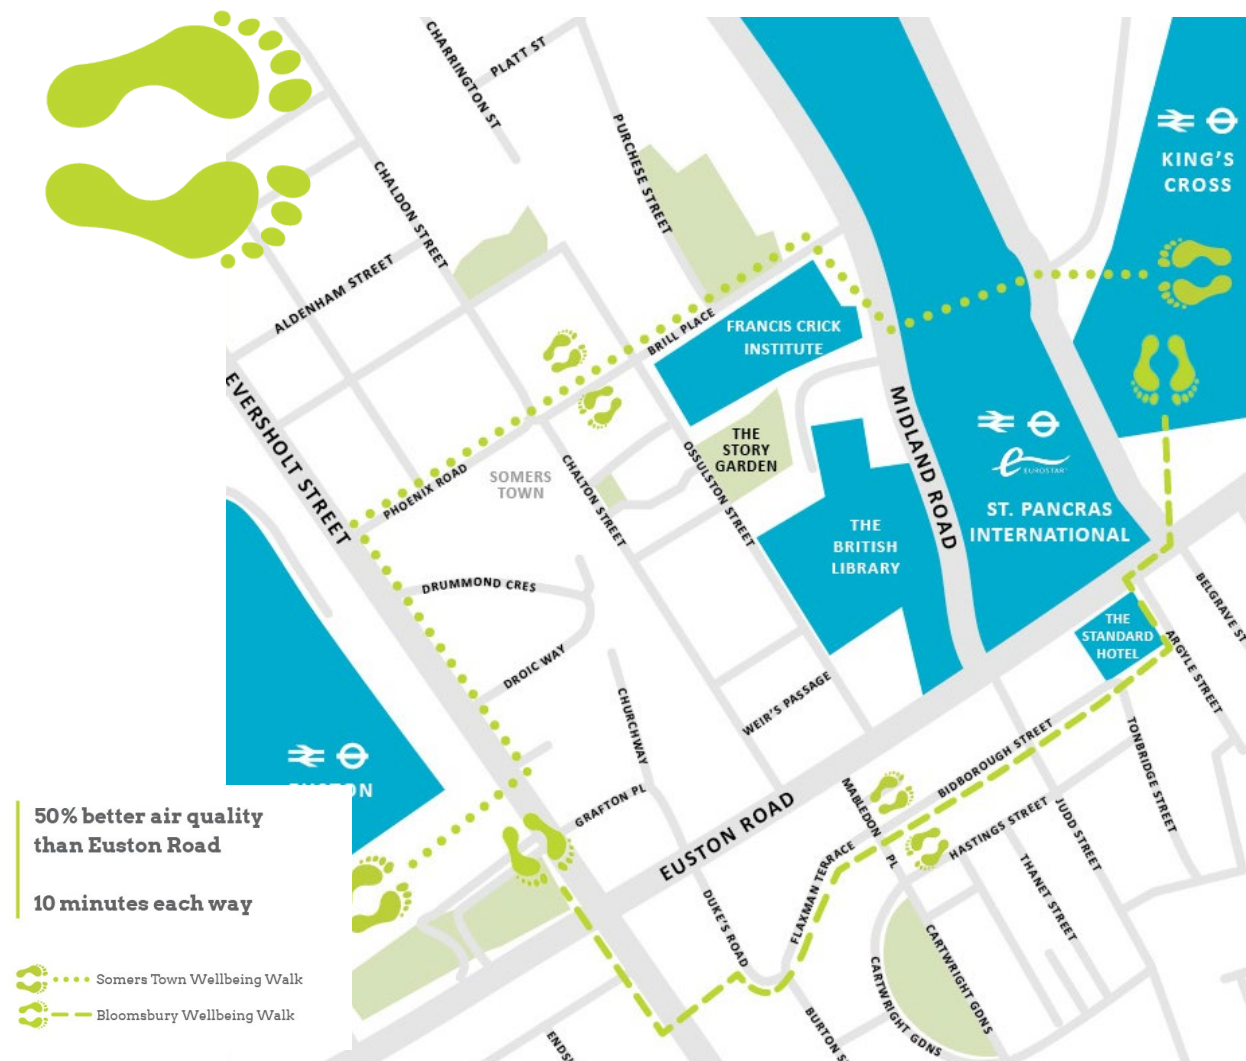 CHARRINGTON ST
PLATT ST
PURCHESE STREET
CHALDON STREET
ALDENHAM STREET
KING'S
CROSS
BRILL PLACE
FRANCIS CRICK
INSTITUTE
EVERSHOLT STREET
MIDLAND ROAD
THE
STORY
GARDEN
OSSULSTON STREET
EUROSTAR
PHOENIX ROAD
SOMERS
TOWN
CHALTON STREET
ST. PANCRAS
INTERNATIONAL
THE
BRITISH
LIBRARY
DRUMMOND CRES
BELGRAVE ST
THE
STANDARD
HOTEL
ARGYLE STREET
DROIC WAY
CHURCHWAY
WEIR'S PASSAGE
TONBRIDGE STREET
BIDBOROUGH STREET
EUSTON
GRAFTON PL
EUSTON ROAD
MABLEDON PL
HASTINGS STREET
JUDD STREET
THANET STREET
FLAXMAN TERRACE
DUKE'S ROAD
CARTWRIGHT GDNS
CARTWRIGHT GDNS
BURTON S
ENDS
50% better air quality
than Euston Road
10 minutes each way
Somers Town Wellbeing Walk
Bloomsbury Wellbeing Walk